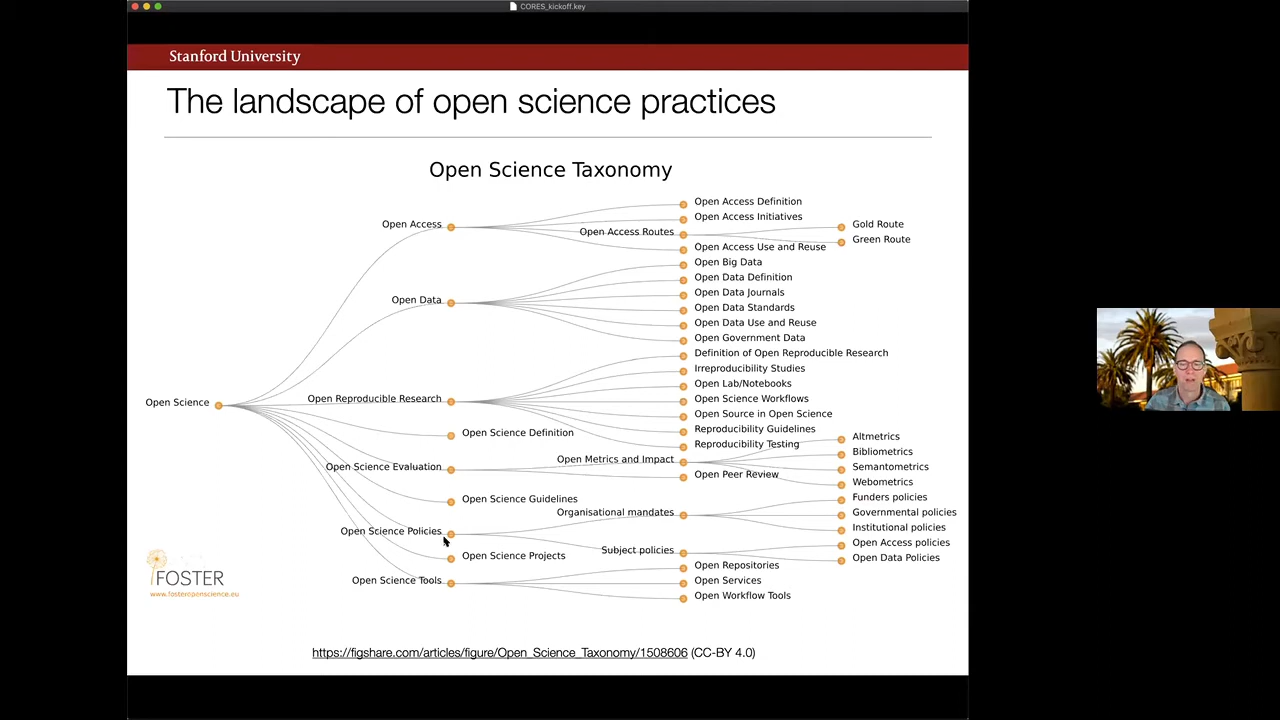 CORES_kickoff.key
Stanford University
The landscape of open science practices
Open Science Taxonomy
Open Science
Open Access
Open Access Definition
Open Access Initiatives
Open Access Routes
Gold Route
Green Route
Open Access Use and Reuse
Open Data
Open Big Data
Open Data Definition
Open Data Journals
Open Data Standards
Open Data Use and Reuse
Open Government Data
Open Reproducible Research
Definition of Open Reproducible Research
Irreproducibility Studies
Open Lab/Notebooks
Open Science Workflows
Open Source in Open Science
Reproducibility Guidelines
Reproducibility Testing
Open Science Definition
Open Science Evaluation
Open Metrics and Impact
Altmetrics
Bibliometrics
Semantometrics
Webometrics
Open Peer Review
Open Science Guidelines
Open Science Policies
Organisational mandates
Funders policies
Governmental policies
Institutional policies
Subject policies
Open Access policies
Open Data Policies
Open Science Projects
Open Science Tools
Open Repositories
Open Services
Open Workflow Tools
FOSTER
www.fosteropenscience.eu
https://figshare.com/articles/figure/Open_Science_Taxonomy/1508606 (CC-BY 4.0)